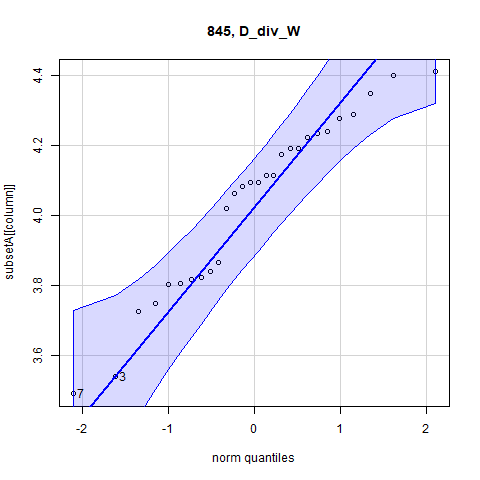 845, D_div_W
4.4
4.2
4.0
3.8
3.6
subsetA[[column]]
7
3
-2 -1 0 1 2
norm quantiles